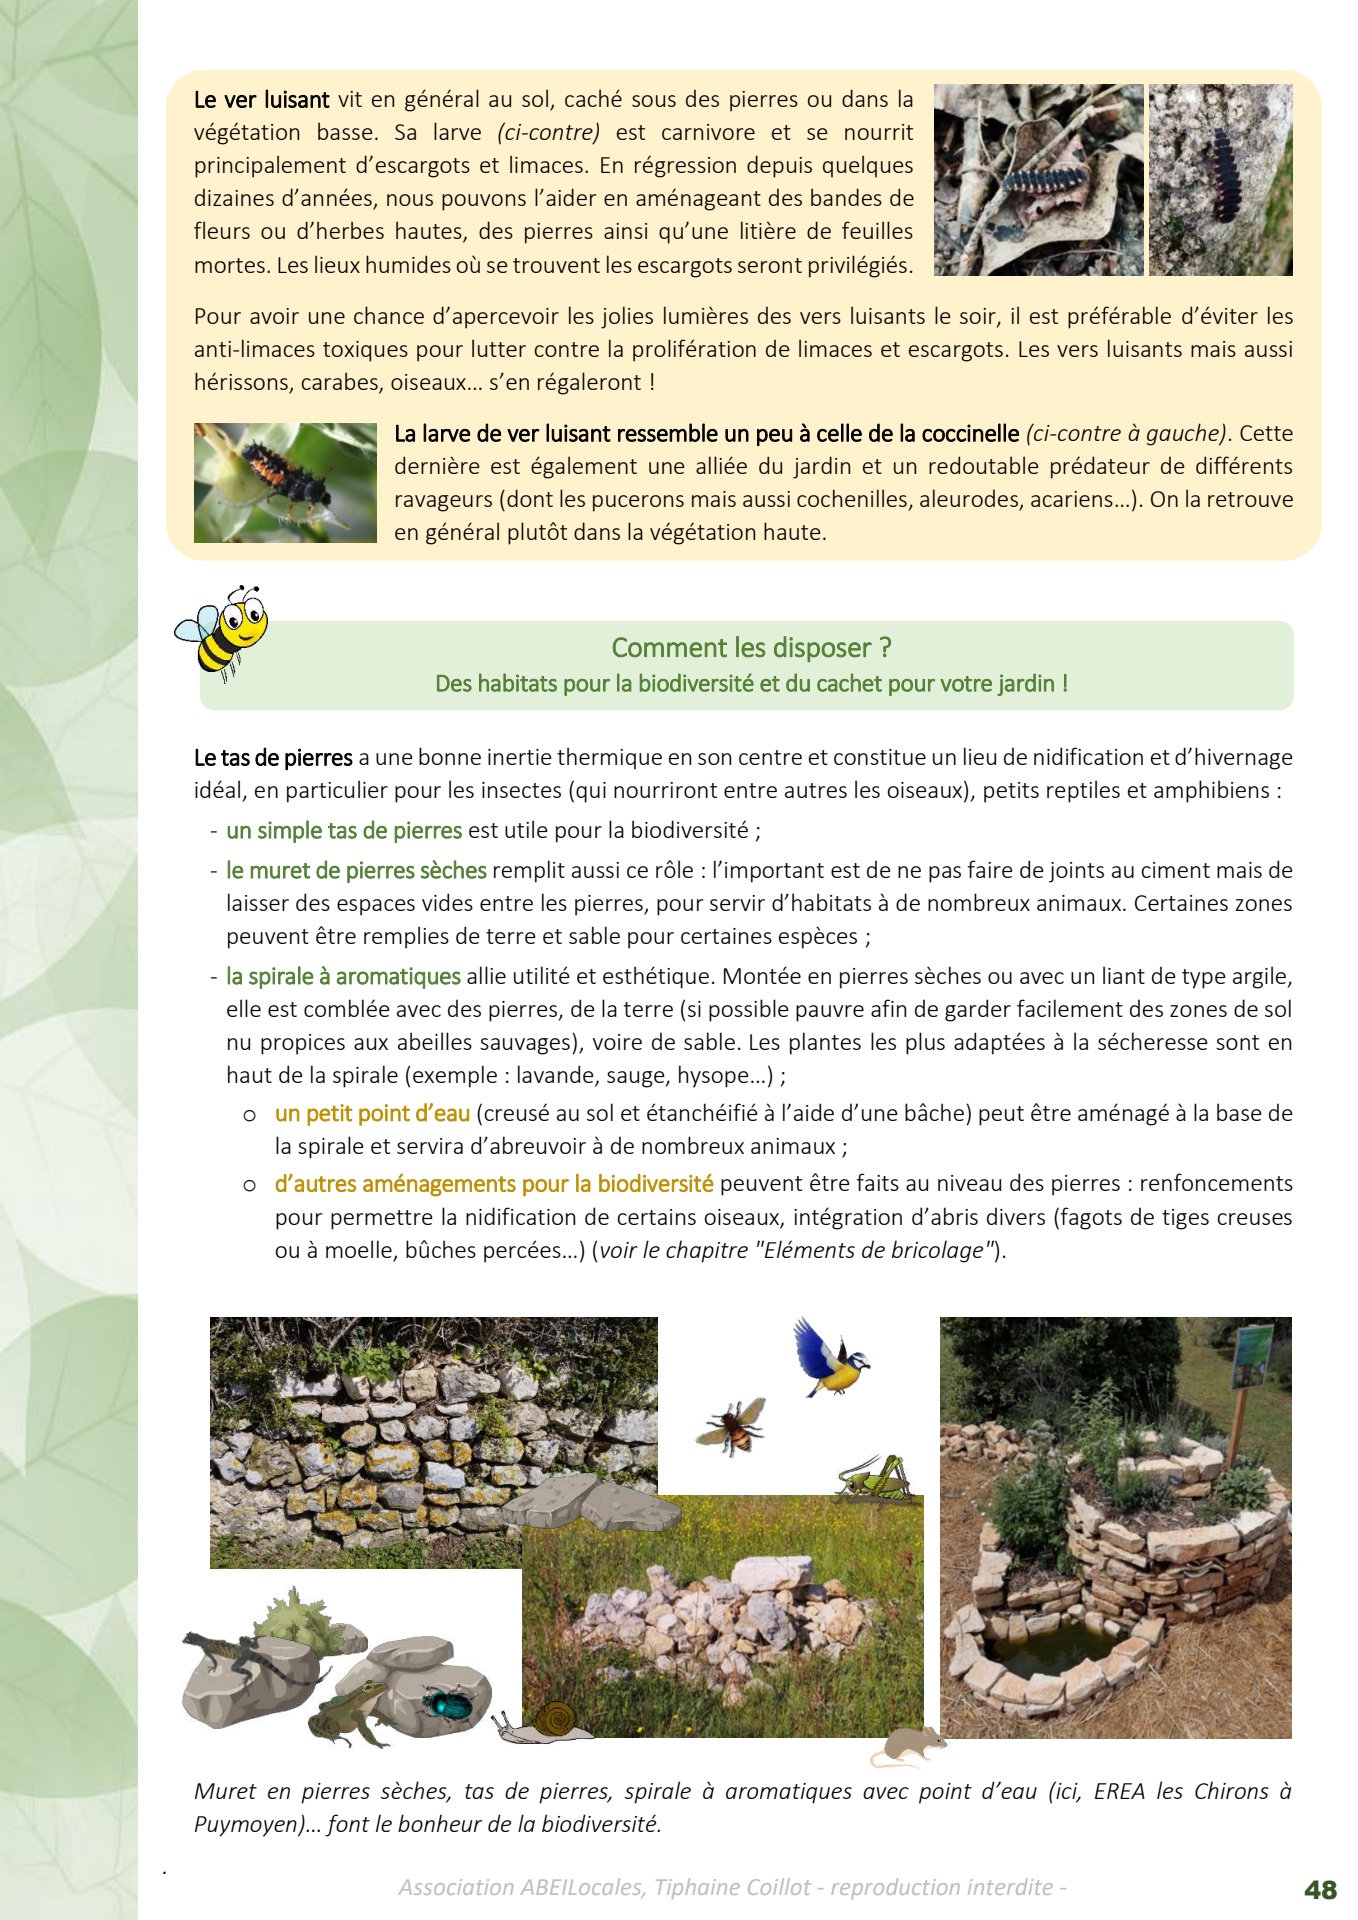 Le ver luisant vit en général au sol, caché sous des pierres ou dans la
végétation basse. Sa larve (ci-contre) est carnivore et se nourrit
principalement d’escargots et limaces. En régression depuis quelques
dizaines d’années, nous pouvons l’aider en aménageant des bandes de
fleurs ou d’herbes hautes, des pierres ainsi qu’une litière de feuilles
mortes. Les lieux humides où se trouvent les escargots seront privilégiés.
Pour avoir une chance d’apercevoir les jolies lumières des vers luisants le soir, il est préférable d’éviter les
anti-limaces toxiques pour lutter contre la prolifération de limaces et escargots. Les vers luisants mais aussi
hérissons, carabes, oiseaux… s’en régaleront !
La larve de ver luisant ressemble un peu à celle de la coccinelle (ci-contre à gauche). Cette
dernière est également une alliée du jardin et un redoutable prédateur de différents
ravageurs (dont les pucerons mais aussi cochenilles, aleurodes, acariens…). On la retrouve
en général plutôt dans la végétation haute.
Comment les disposer ?
Des habitats pour la biodiversité et du cachet pour votre jardin !
Le tas de pierres a une bonne inertie thermique en son centre et constitue un lieu de nidification et d’hivernage
idéal, en particulier pour les insectes (qui nourriront entre autres les oiseaux), petits reptiles et amphibiens :
- un simple tas de pierres est utile pour la biodiversité ;
- le muret de pierres sèches remplit aussi ce rôle : l’important est de ne pas faire de joints au ciment mais de
laisser des espaces vides entre les pierres, pour servir d’habitats à de nombreux animaux. Certaines zones
peuvent être remplies de terre et sable pour certaines espèces ;
- la spirale à aromatiques allie utilité et esthétique. Montée en pierres sèches ou avec un liant de type argile,
elle est comblée avec des pierres, de la terre (si possible pauvre afin de garder facilement des zones de sol
nu propices aux abeilles sauvages), voire de sable. Les plantes les plus adaptées à la sécheresse sont en
haut de la spirale (exemple : lavande, sauge, hysope…) ;
o un petit point d’eau (creusé au sol et étanchéifié à l’aide d’une bâche) peut être aménagé à la base de
la spirale et servira d’abreuvoir à de nombreux animaux ;
o d’autres aménagements pour la biodiversité peuvent être faits au niveau des pierres : renfoncements
pour permettre la nidification de certains oiseaux, intégration d’abris divers (fagots de tiges creuses
ou à moelle, bûches percées…) (voir le chapitre "Eléments de bricolage").
Muret en pierres sèches, tas de pierres, spirale à aromatiques avec point d’eau (ici, EREA les Chirons à
Puymoyen)… font le bonheur de la biodiversité.
.
Association ABEILocales, Tiphaine Coillot - reproduction interdite -
48